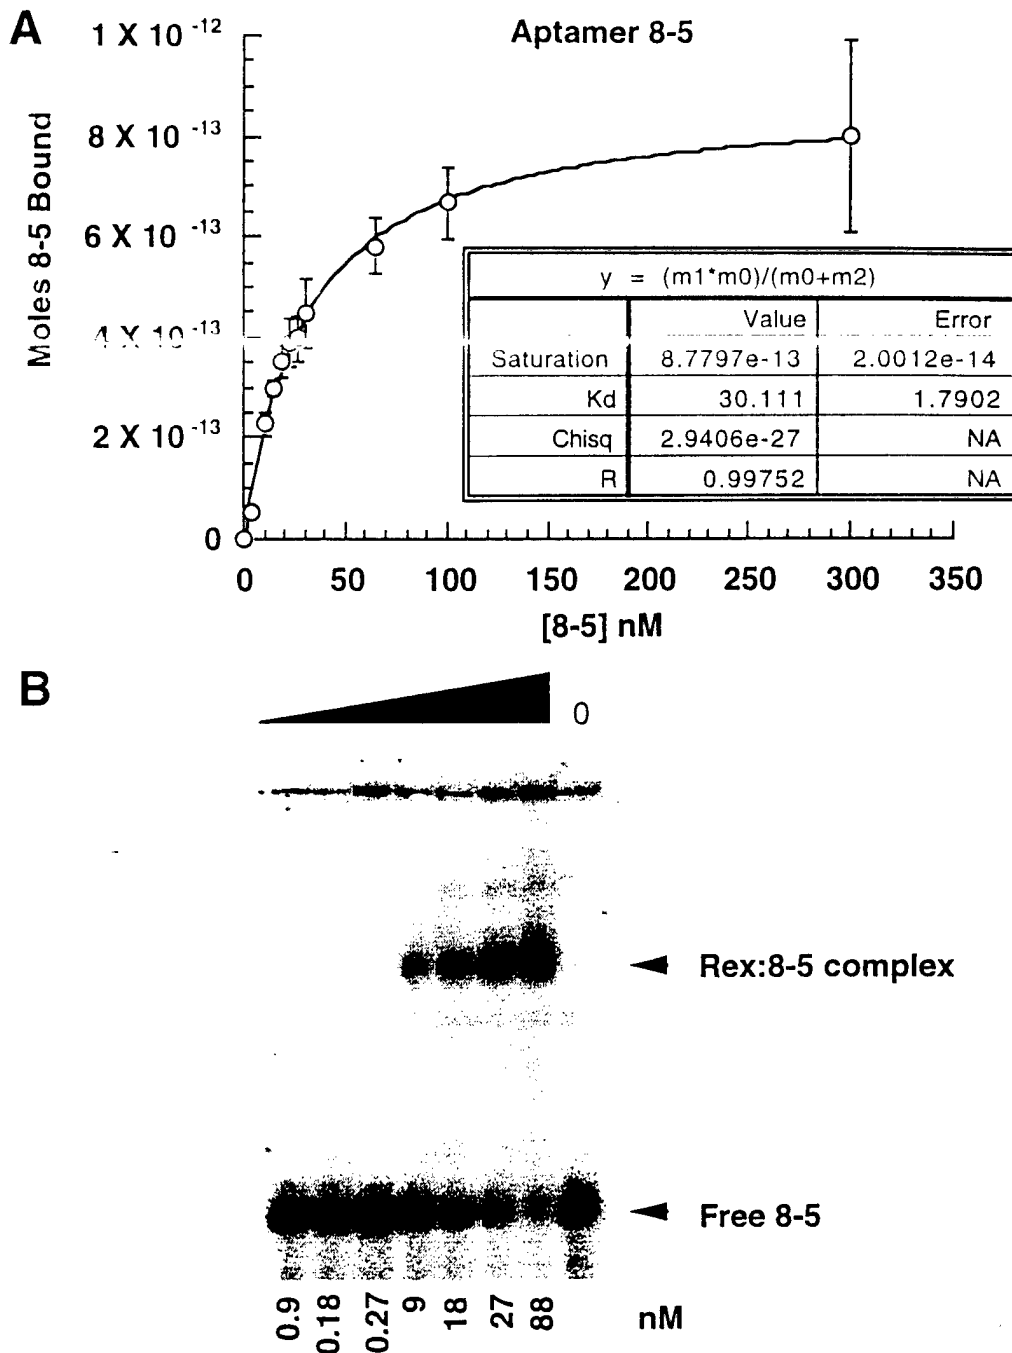 A
Aptamer 8-5
Moles 8-5 Bound
1 X 10 -12
8 X 10 -13
6 X 10 -13
4 X 10 -13
2 X 10 -13
0
0 50 100 150 200 250 300 350
[8-5] nM
y = (m1*m0)/(m0+m2)
Value Error
Saturation 8.7797e-13 2.0012e-14
Kd 30.111 1.7902
Chisq 2.9406e-27 NA
R 0.99752 NA
B
0
Rex:8-5 complex
Free 8-5
0.9 0.18 0.27 9 18 27 88 nM